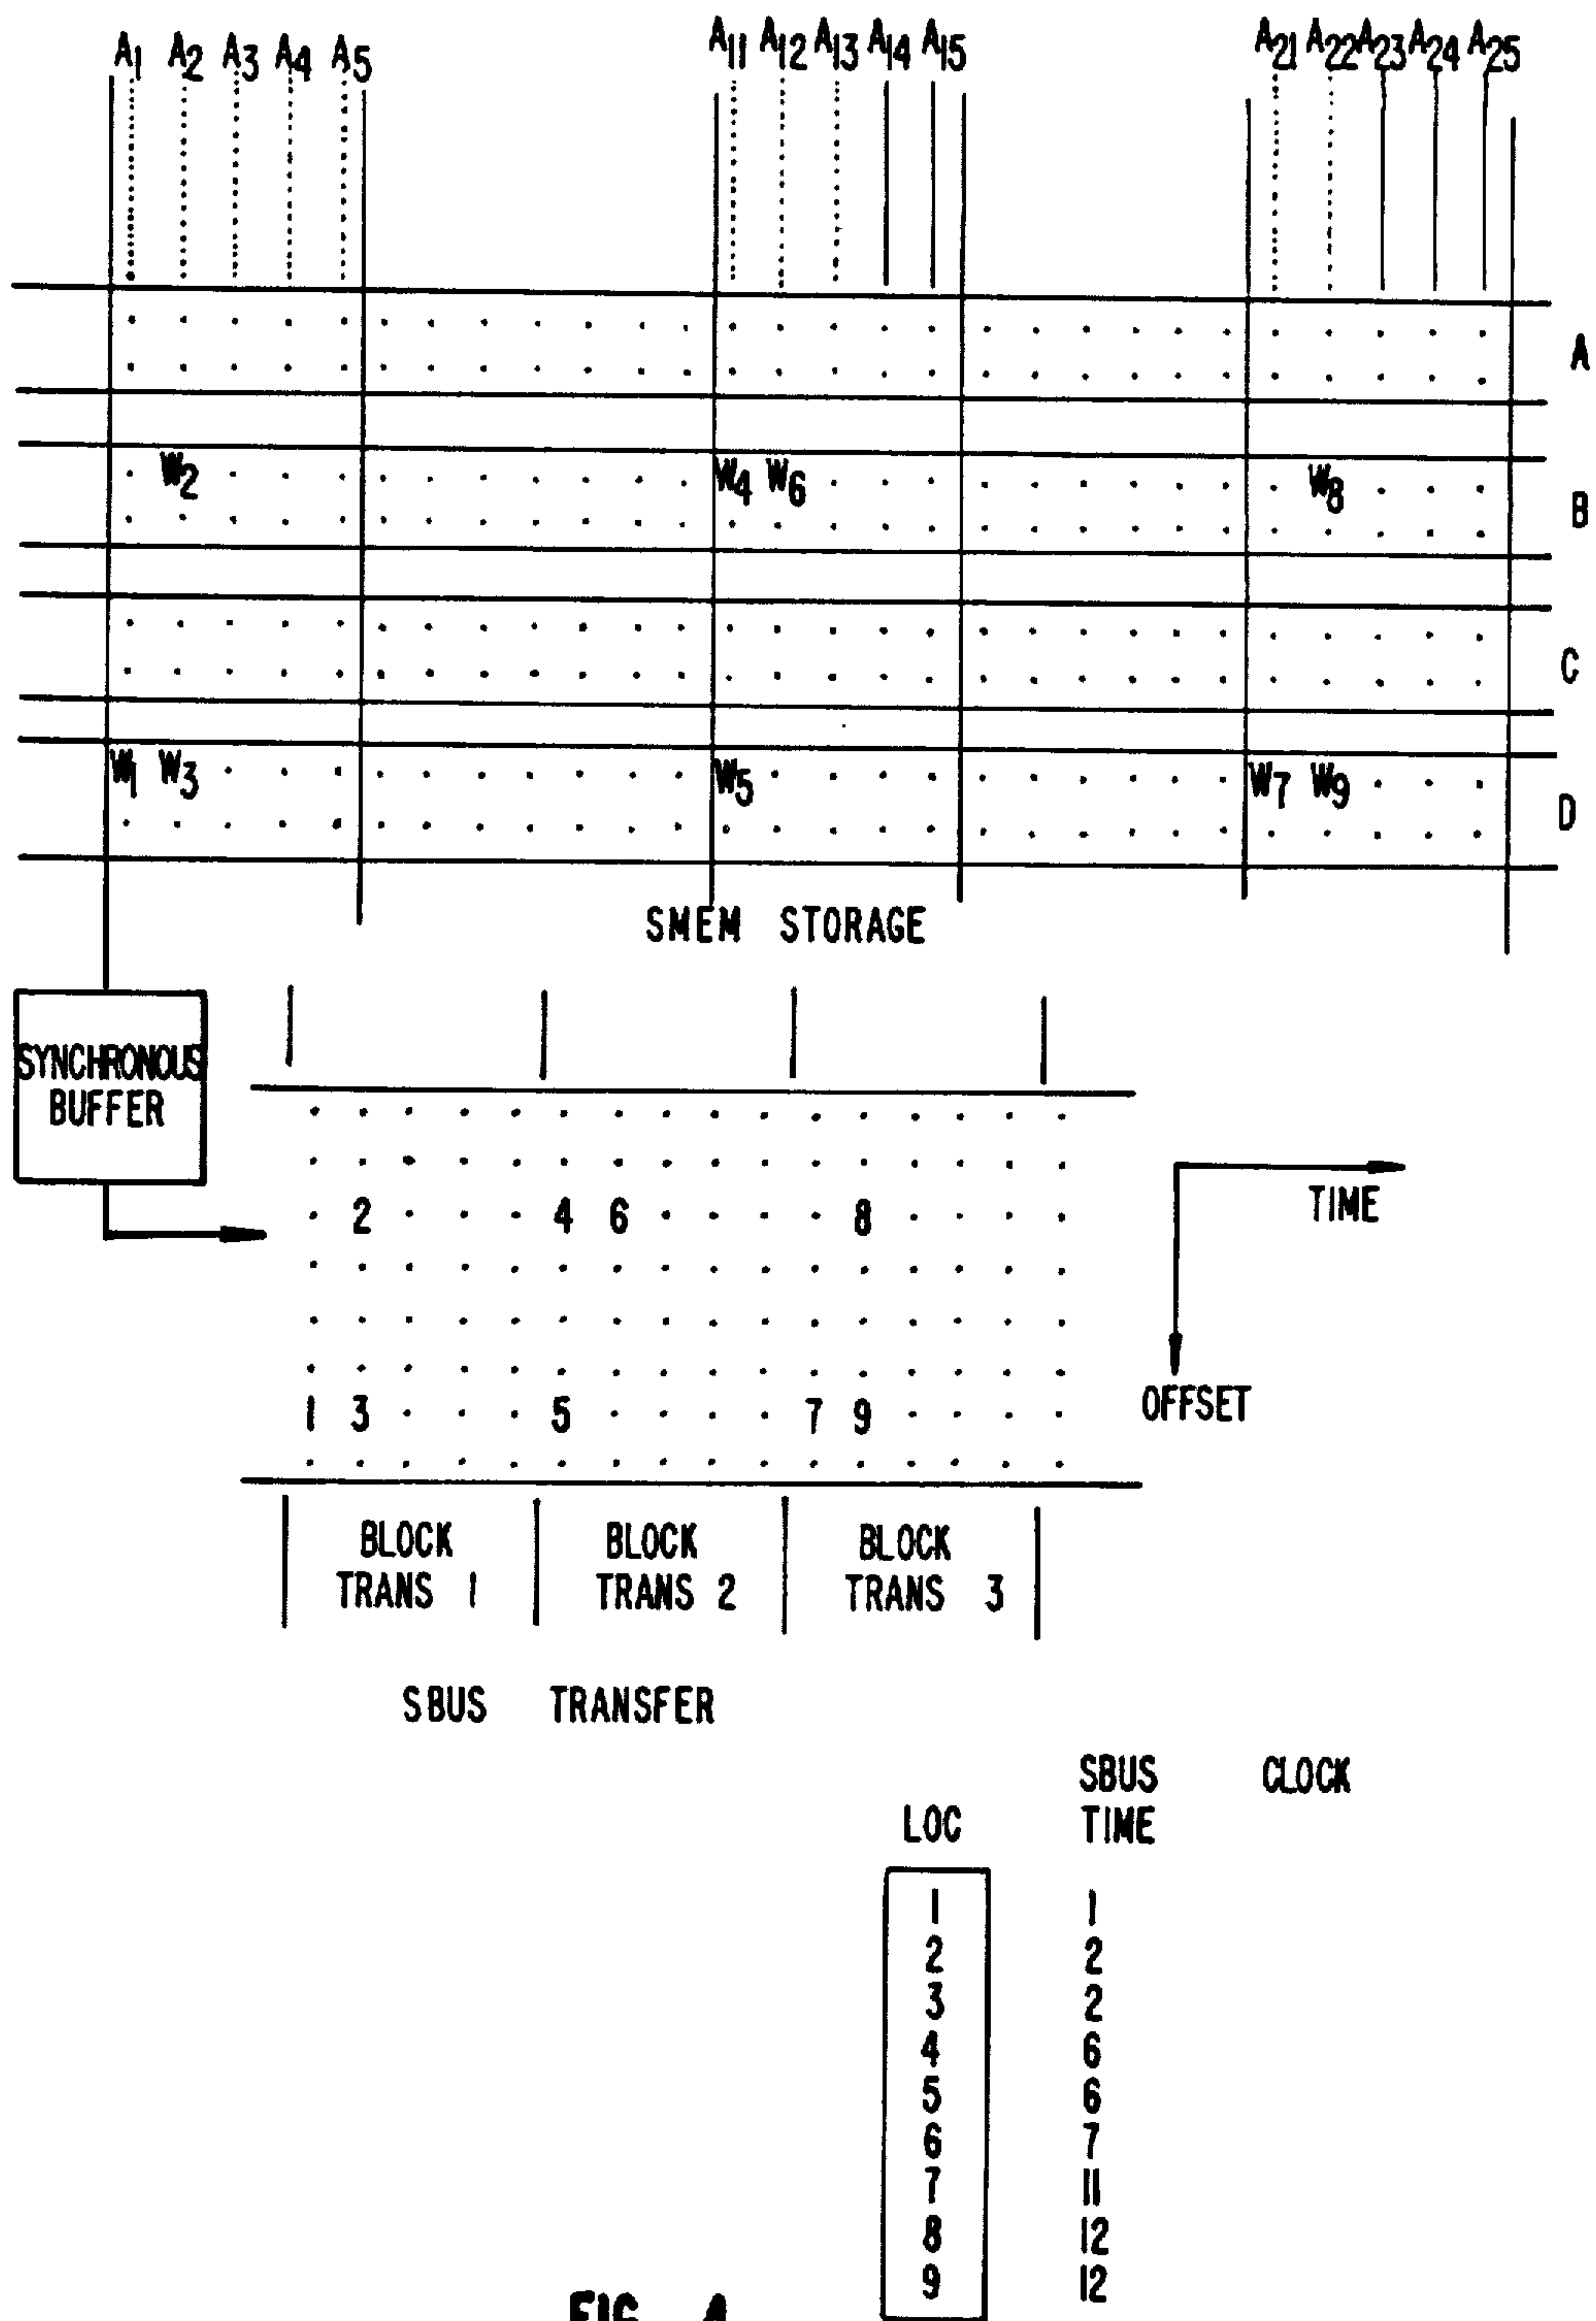 A1 A2 A3 A4 A5 A11 A12 A13 A14 A15 A21 A22 A23 A24 A25
A
W2 W4 W6 W8
B
C
W1 W3 W5 W7 W9
D
SMEM STORAGE
SYNCHRONOUS
BUFFER
2 4 6 8
TIME
1 3 5 7 9
OFFSET
BLOCK BLOCK BLOCK
TRANS 1 TRANS 2 TRANS 3
SBUS TRANSFER
SBUS CLOCK
LOC TIME
1 1
2 2
3 2
4 6
5 6
6 7
7 11
8 12
9 12
FIG. 4